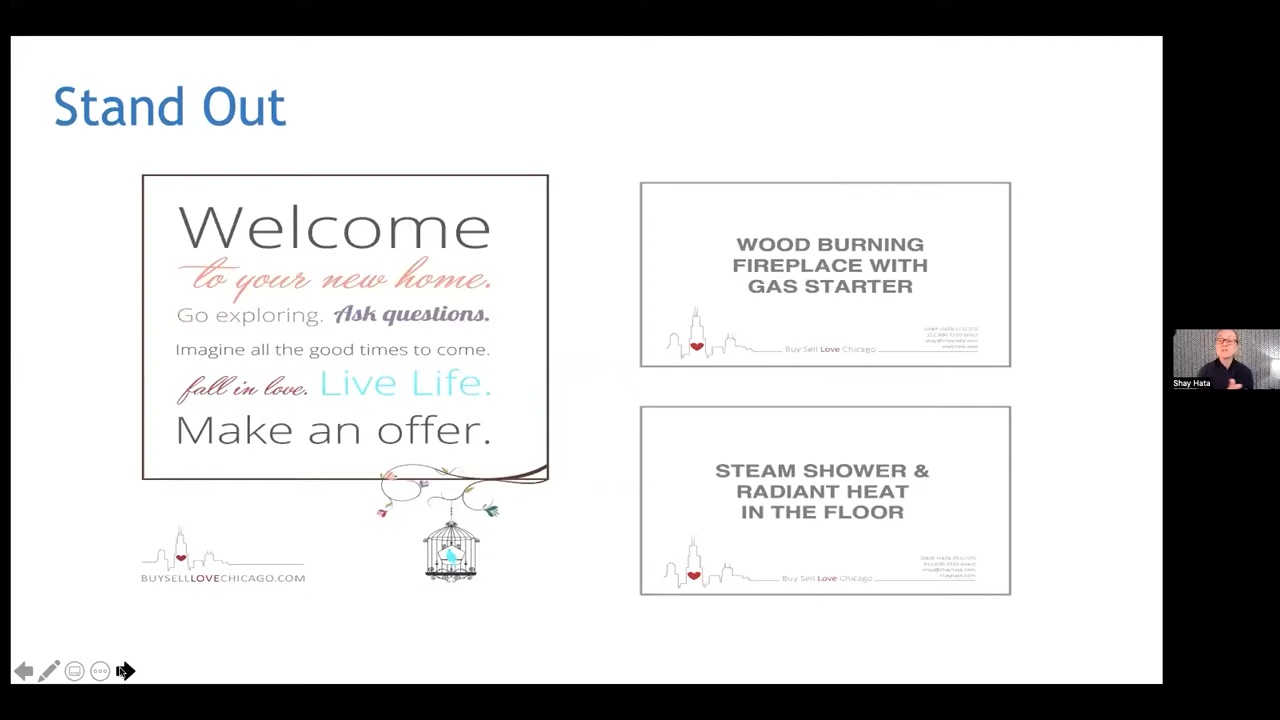 Stand Out
Welcome
to your new home.
Go exploring. Ask questions.
Imagine all the good times to come.
fall in love. Live Life.
Make an offer.
BUYSELLLOVECHICAGO.COM
WOOD BURNING
FIREPLACE WITH
GAS STARTER
Buy Sell Love Chicago
STEAM SHOWER &
RADIANT HEAT
IN THE FLOOR
Buy Sell Love Chicago
Shay Hata